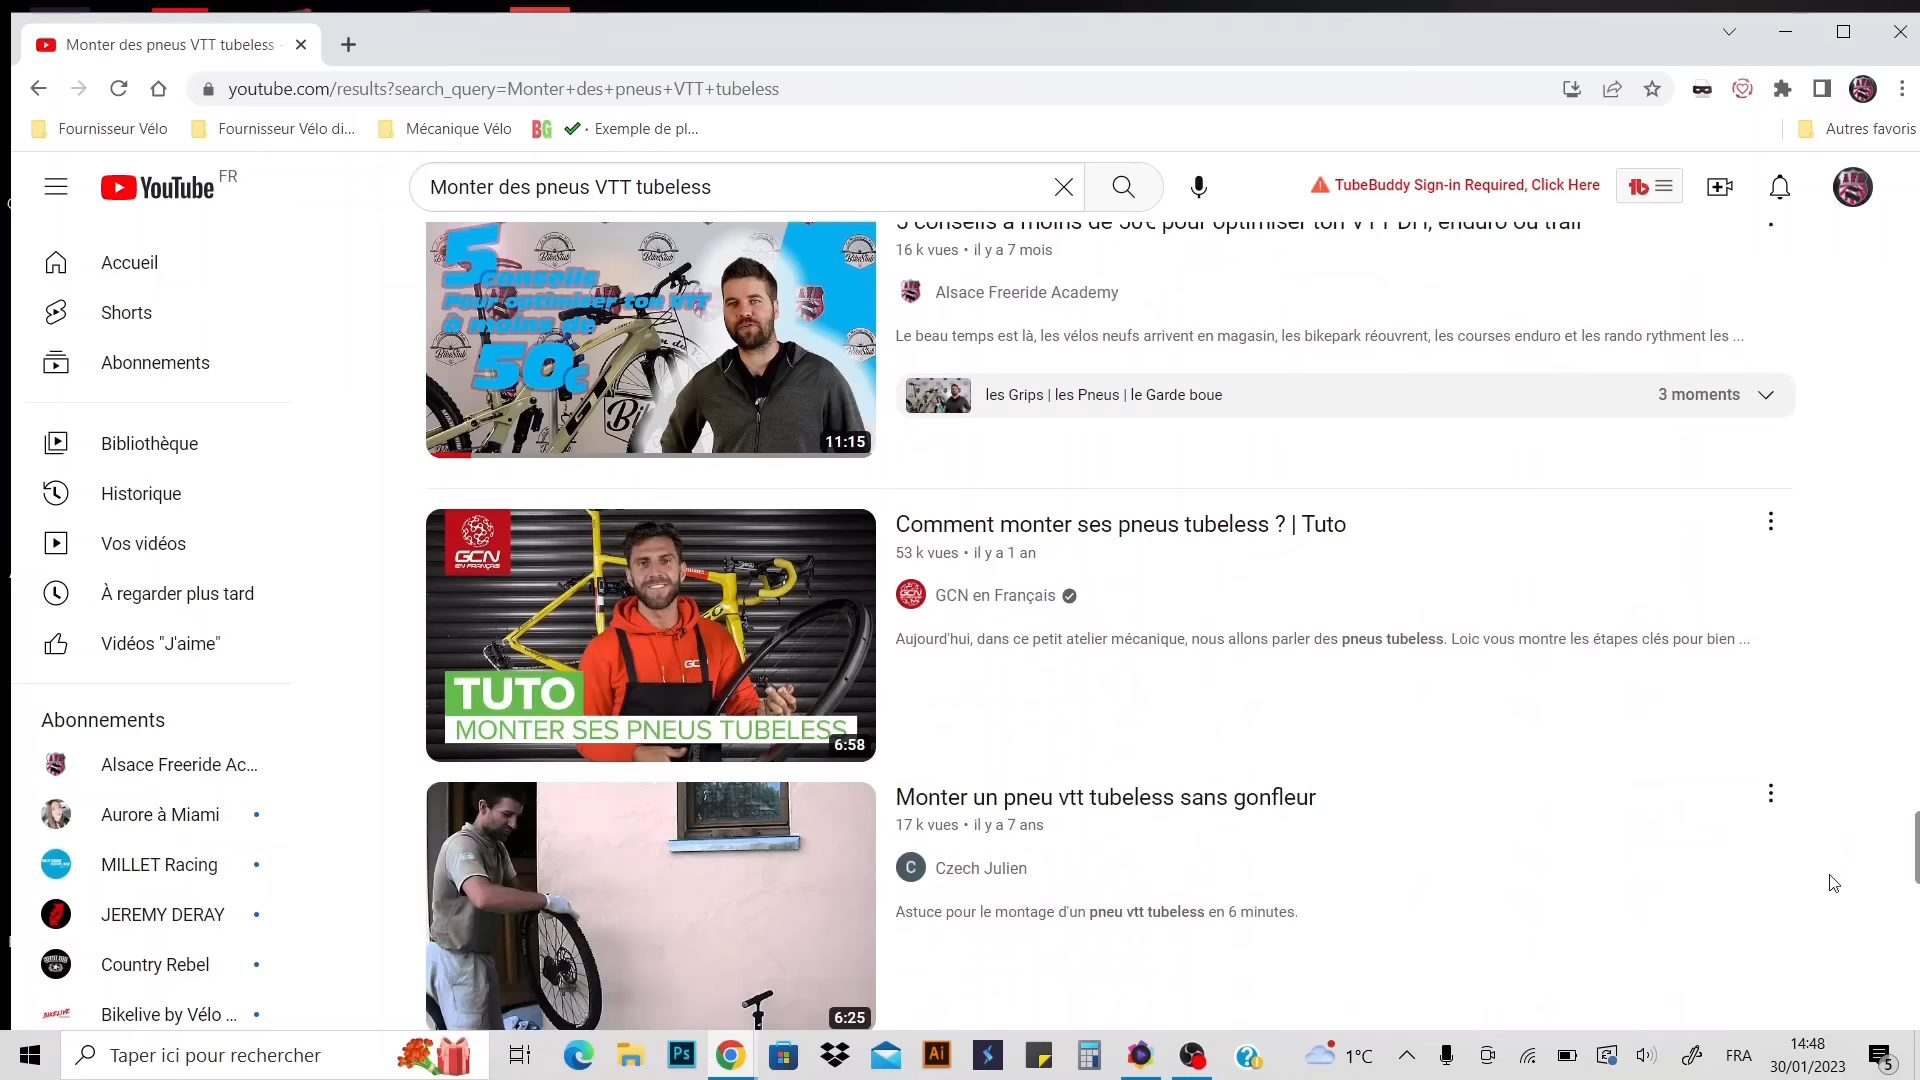 Monter des pneus VTT tubeless
youtube.com/results?search_query=Monter+des+pneus+VTT+tubeless
Fournisseur Vélo
Fournisseur Vélo di...
Mécanique Vélo
BG
· Exemple de pl...
Autres favoris
YouTube FR
Monter des pneus VTT tubeless
TubeBuddy Sign-in Required, Click Here
tb
Accueil
Shorts
Abonnements
Bibliothèque
Historique
Vos vidéos
À regarder plus tard
Vidéos "J'aime"
Abonnements
Alsace Freeride Ac...
Aurore à Miami
MILLET Racing
JEREMY DERAY
Country Rebel
Bikelive by Vélo ...
5 conseils
Pour optimiser ton VTT
à moins de
50€
11:15
5 conseils à moins de 50€ pour optimiser ton VTT DH, enduro ou trail
16 k vues • il y a 7 mois
Alsace Freeride Academy
Le beau temps est là, les vélos neufs arrivent en magasin, les bikepark réouvrent, les courses enduro et les rando rythment les ...
les Grips | les Pneus | le Garde boue
3 moments
GCN
EN FRANÇAIS
TUTO
MONTER SES PNEUS TUBELESS
6:58
Comment monter ses pneus tubeless ? | Tuto
53 k vues • il y a 1 an
GCN en Français
Aujourd'hui, dans ce petit atelier mécanique, nous allons parler des pneus tubeless. Loic vous montre les étapes clés pour bien ...
6:25
Monter un pneu vtt tubeless sans gonfleur
17 k vues • il y a 7 ans
C
Czech Julien
Astuce pour le montage d'un pneu vtt tubeless en 6 minutes.
Taper ici pour rechercher
Ps
Ai
1°C
FRA
14:48
30/01/2023
5